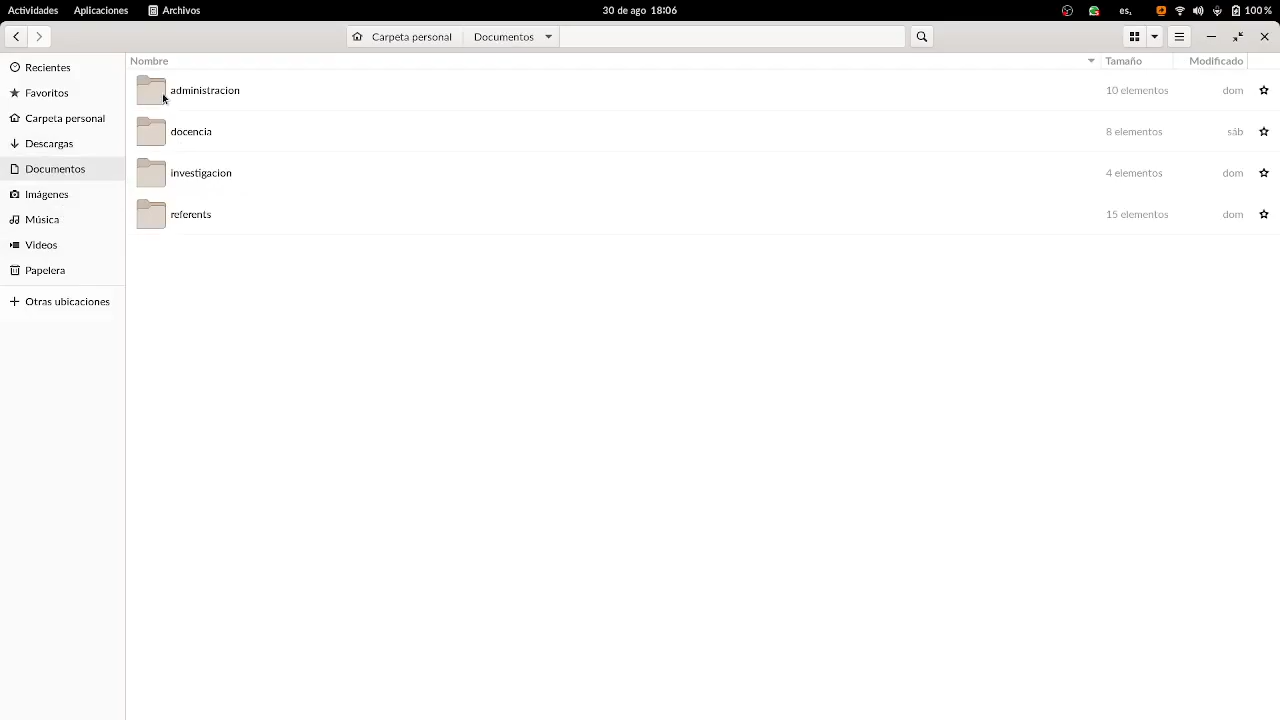 Actividades Aplicaciones Archivos 30 de ago 18:06 es, 100 %
Carpeta personal Documentos
Nombre Tamaño Modificado
Recientes
Favoritos
Carpeta personal
Descargas
Documentos
Imágenes
Música
Videos
Papelera
Otras ubicaciones
administracion 10 elementos dom
docencia 8 elementos sáb
investigacion 4 elementos dom
referents 15 elementos dom